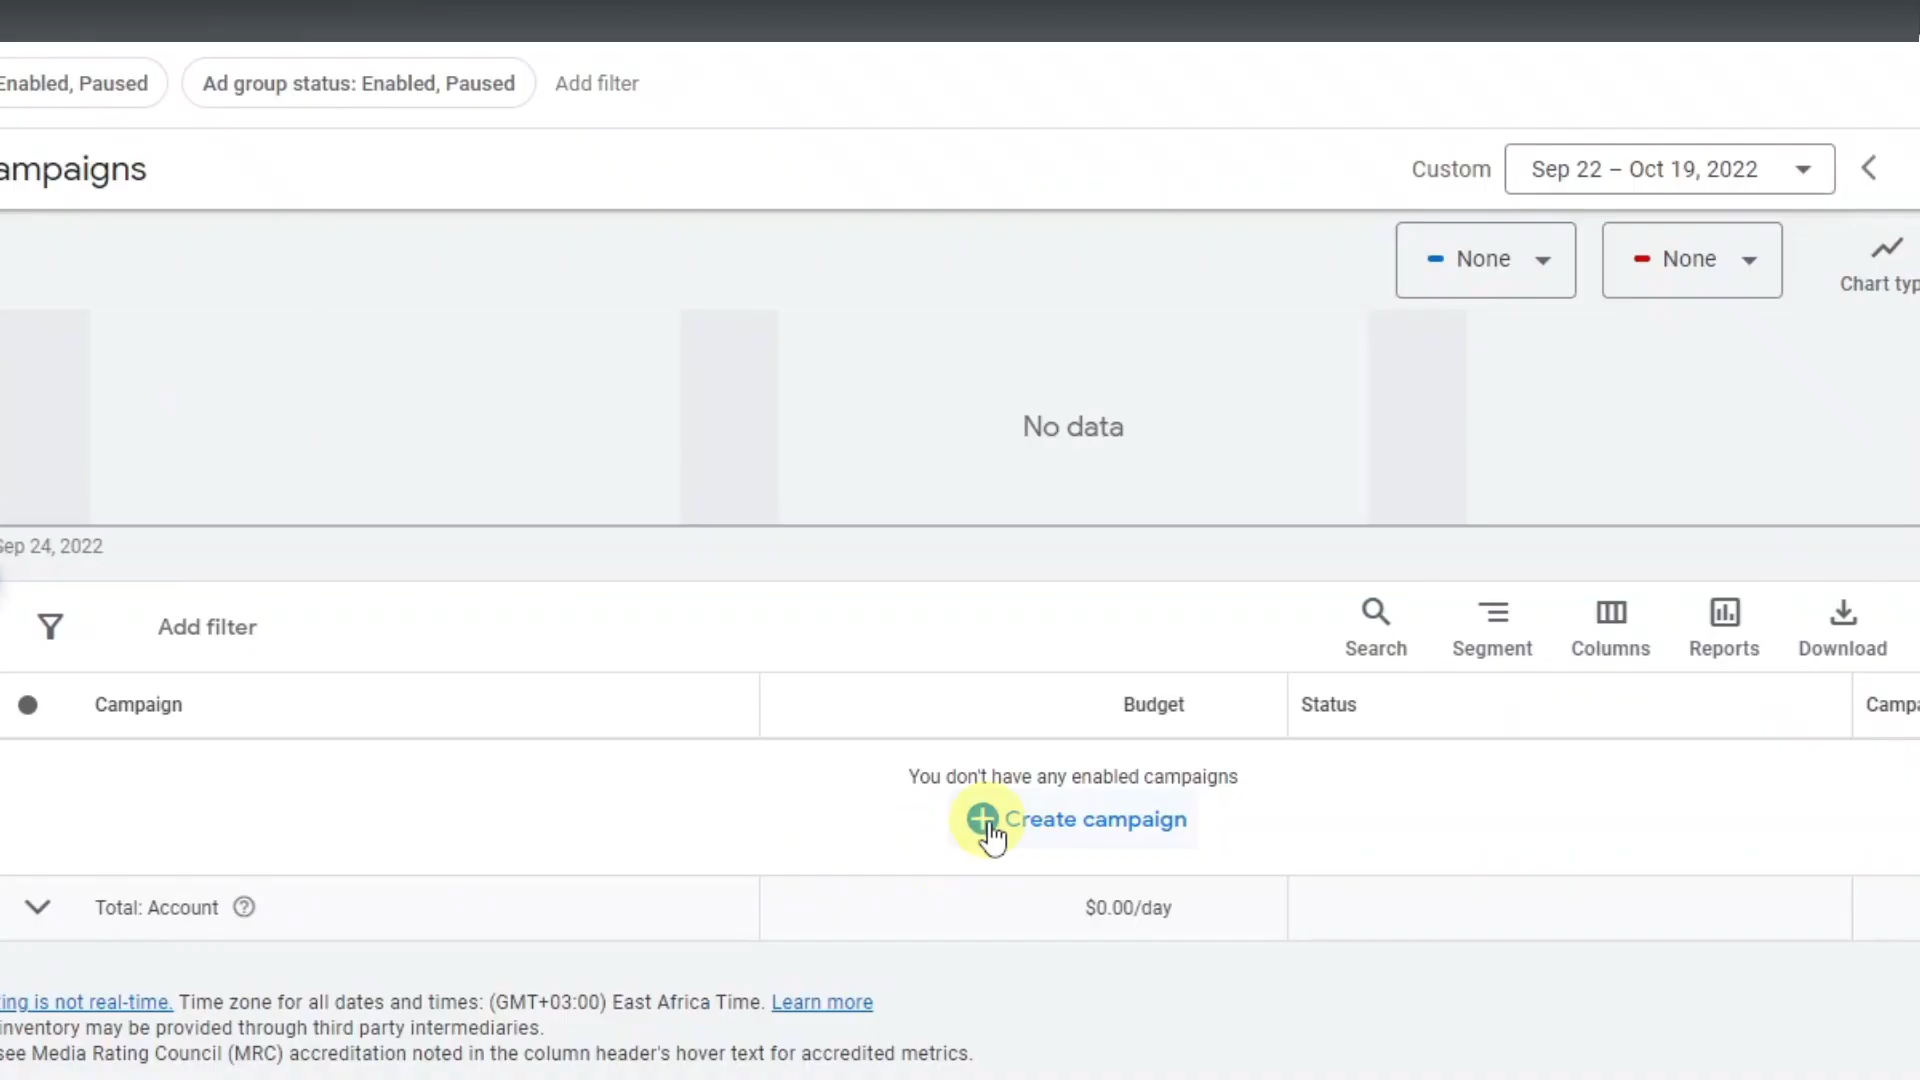 Enabled, Paused
Ad group status: Enabled, Paused
Add filter
ampaigns
Custom
Sep 22 – Oct 19, 2022
None
None
Chart typ
No data
Sep 24, 2022
Add filter
Search
Segment
Columns
Reports
Download
Campaign
Budget
Status
Campa
You don't have any enabled campaigns
Create campaign
Total: Account
$0.00/day
ing is not real-time. Time zone for all dates and times: (GMT+03:00) East Africa Time. Learn more
inventory may be provided through third party intermediaries.
see Media Rating Council (MRC) accreditation noted in the column header's hover text for accredited metrics.